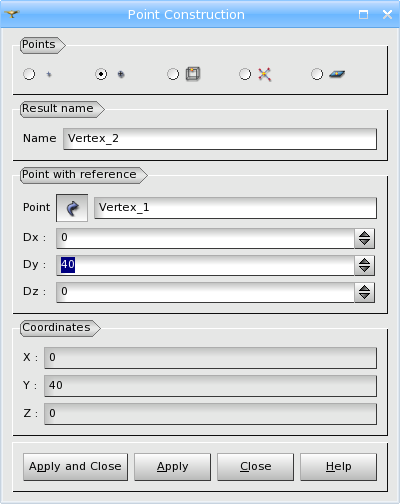 Point Construction
Points
Result name
Name Vertex_2
Point with reference
Point Vertex_1
Dx : 0
Dy : 40
Dz : 0
Coordinates
X : 0
Y : 40
Z : 0
Apply and Close Apply Close Help